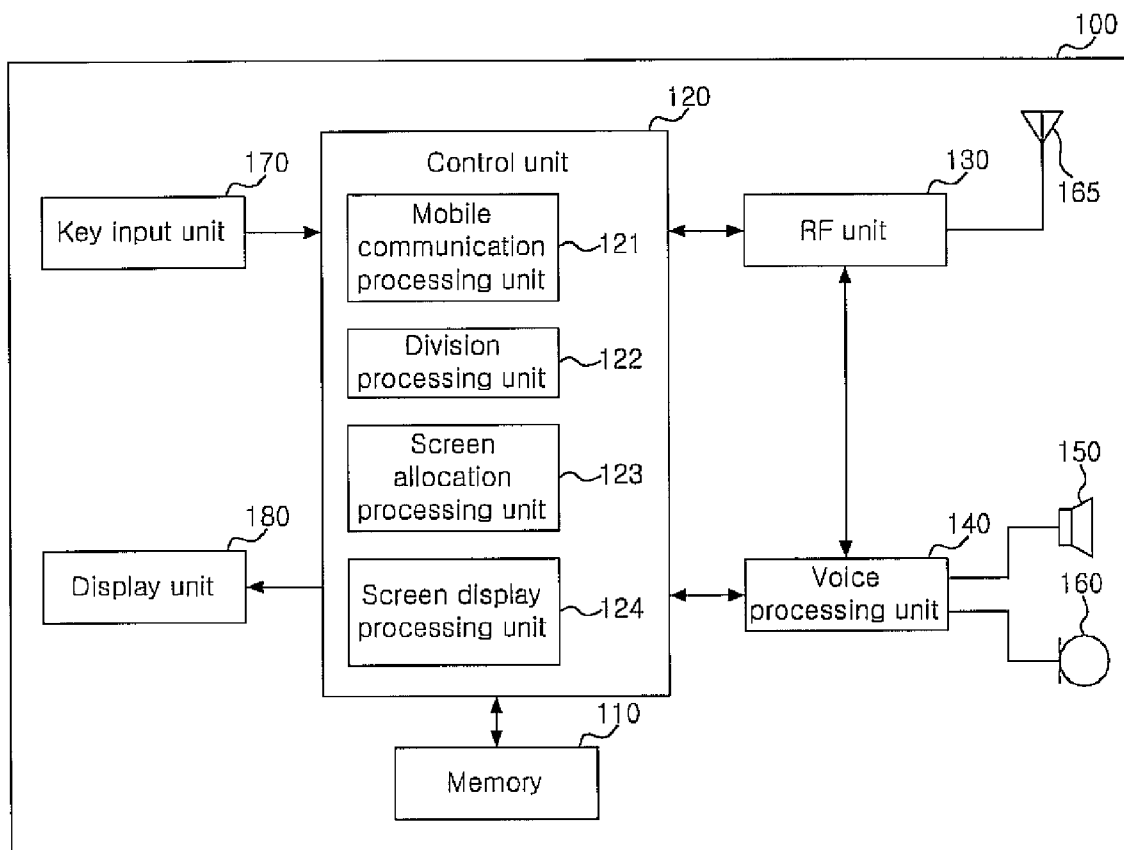 100
120
Control unit
170
Key input unit
Mobile
communication
processing unit
121
130
RF unit
165
Division
processing unit
122
Screen
allocation
processing unit
123
180
Display unit
Screen display
processing unit
124
140
Voice
processing unit
150
160
110
Memory